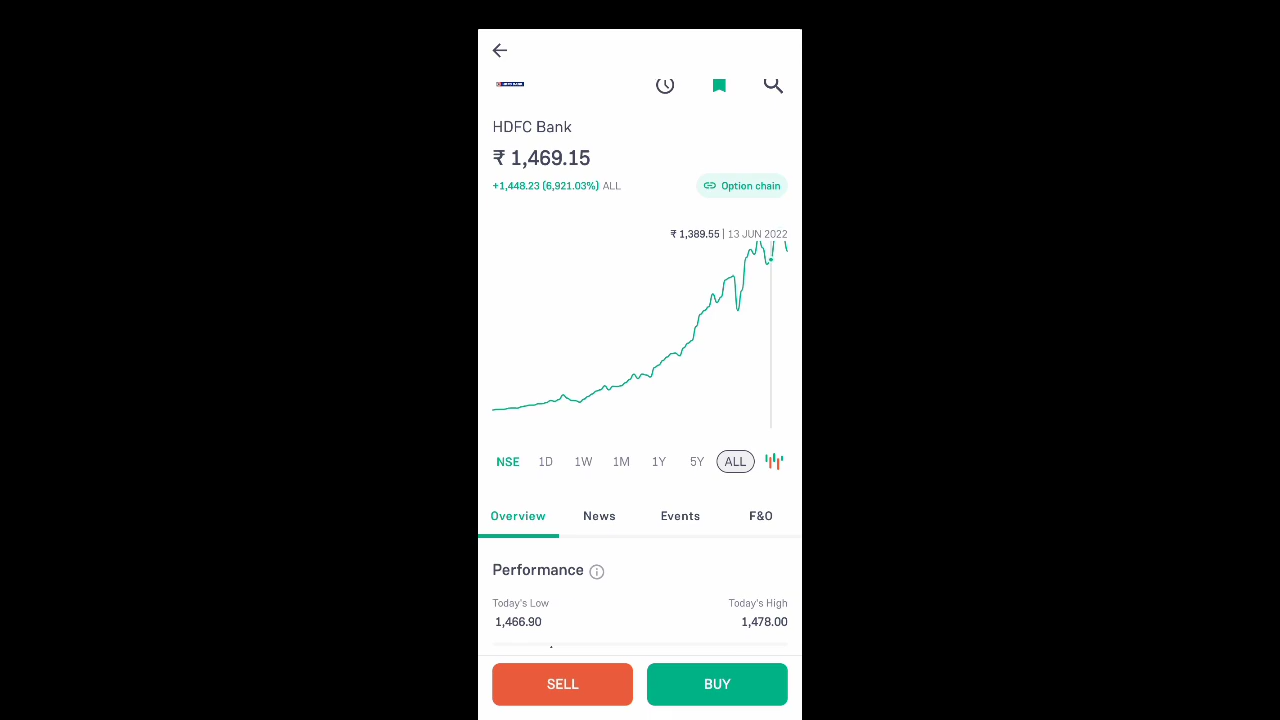 HDFC BANK
HDFC Bank
₹ 1,469.15
+1,448.23 (6,921.03%) ALL
Option chain
₹ 1,389.55 | 13 JUN 2022
NSE 1D 1W 1M 1Y 5Y ALL
Overview News Events F&O
Performance
Today's Low Today's High
1,466.90 1,478.00
SELL BUY